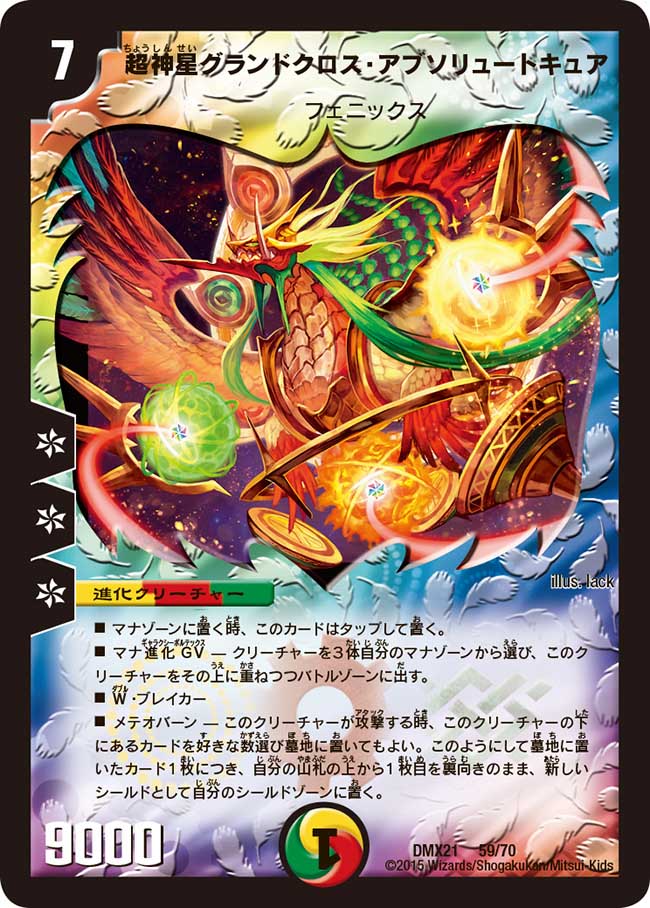 7
超神星グランドクロス・アブソリュートキュア
ちょうしん せい
フェニックス
illus. lack
進化クリーチャー
■ マナゾーンに置く時、このカードはタップして置く。
■ マナ進化GV ― クリーチャーを3体自分のマナゾーンから選び、このク
リーチャーをその上に重ねつつバトルゾーンに出す。
■ W・ブレイカー
■ メテオバーン ― このクリーチャーが攻撃する時、このクリーチャーの下
にあるカードを好きな数選び墓地に置いてもよい。このようにして墓地に置
いたカード1枚につき、自分の山札の上から1枚目を裏向きのまま、新しい
シールドとして自分のシールドゾーンに置く。
9000
1
DMX21 59/70
©2015 Wizards/Shogakukan/Mitsui-Kids